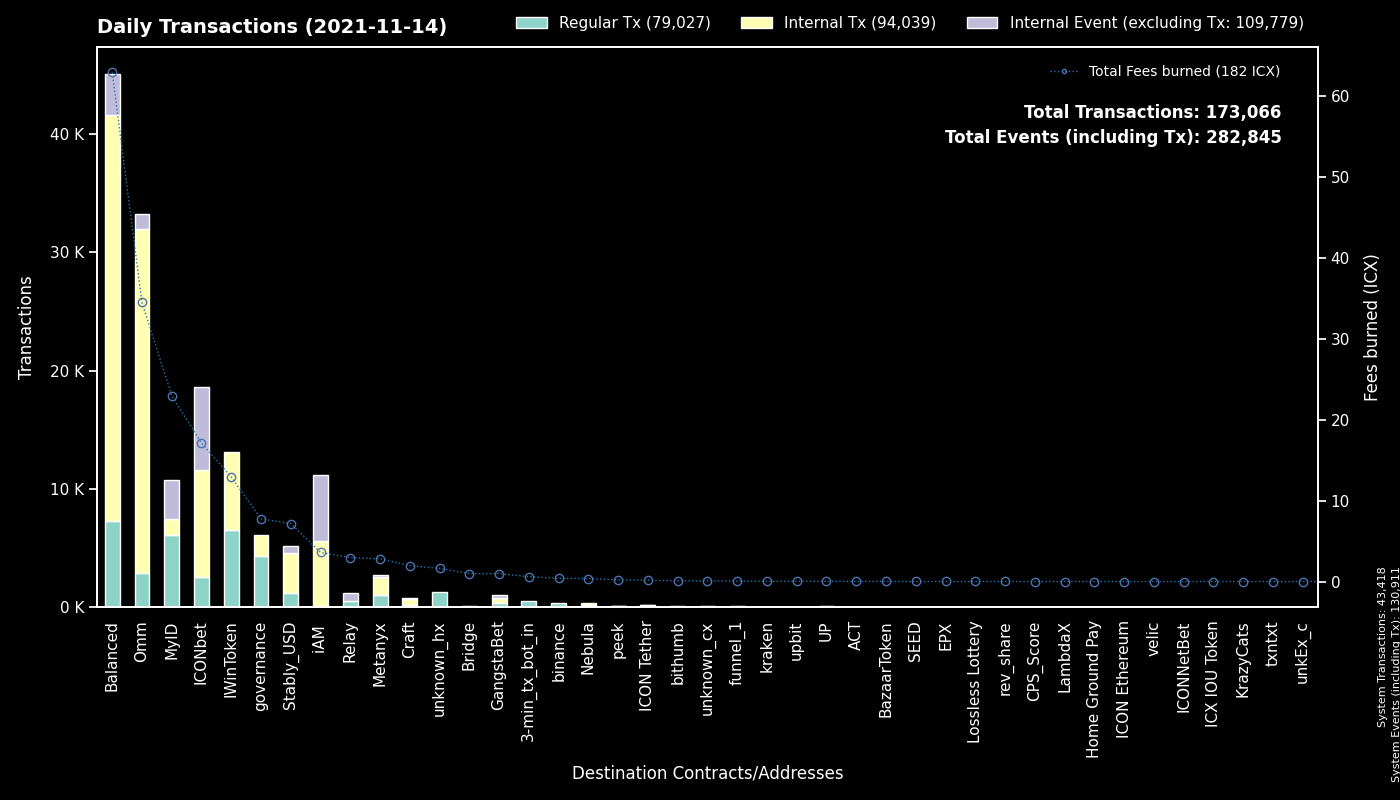 Daily Transactions (2021-11-14)
Regular Tx (79,027)
Internal Tx (94,039)
Internal Event (excluding Tx: 109,779)
Total Fees burned (182 ICX)
Total Transactions: 173,066
Total Events (including Tx): 282,845
Transactions
40 K
30 K
20 K
10 K
0 K
Fees burned (ICX)
60
50
40
30
20
10
0
Balanced
Omm
MyID
ICONbet
IWinToken
governance
Stably_USD
iAM
Relay
Metanyx
Craft
unknown_hx
Bridge
GangstaBet
3-min_tx_bot_in
binance
Nebula
peek
ICON Tether
bithumb
unknown_cx
funnel_1
kraken
upbit
UP
ACT
BazaarToken
SEED
EPX
Lossless Lottery
rev_share
CPS_Score
LambdaX
Home Ground Pay
ICON Ethereum
velic
ICONNetBet
ICX IOU Token
KrazyCats
txntxt
unkEx_c
Destination Contracts/Addresses
System Transactions: 43,418
System Events (including Tx): 130,911